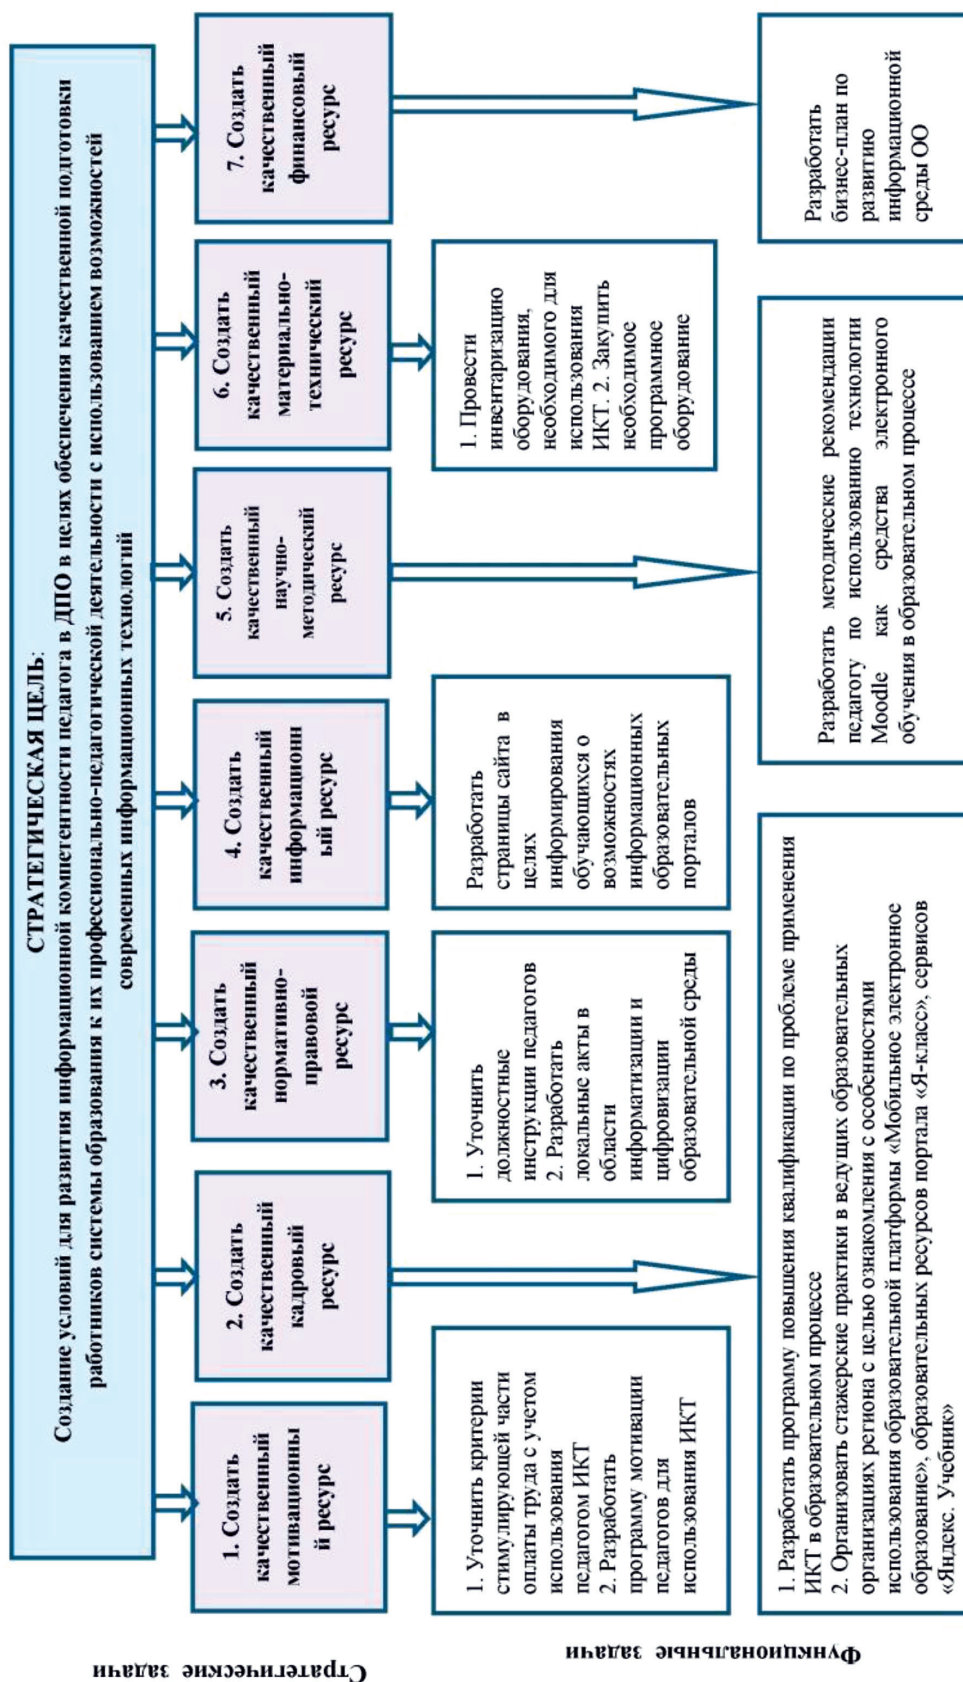 СТРАТЕГИЧЕСКАЯ ЦЕЛЬ:
Создание условий для развития информационной компетентности педагога в ДПО в целях обеспечения качественной подготовки
работников системы образования к их профессионально-педагогической деятельности с использованием возможностей
современных информационных технологий
Стратегические задачи
1. Создать
качественный
мотивационны
й ресурс
2. Создать
качественный
кадровый
ресурс
3. Создать
качественный
нормативно-
правовой
ресурс
4. Создать
качественный
информационн
ый ресурс
5. Создать
качественный
научно-
методический
ресурс
6. Создать
качественный
материально-
технический
ресурс
7. Создать
качественный
финансовый
ресурс
Функциональные задачи
1. Уточнить критерии
стимулирующей части
оплаты труда с учетом
использования
педагогом ИКТ
2. Разработать
программу мотивации
педагогов для
использования ИКТ
1. Уточнить
должностные
инструкции педагогов
2. Разработать
локальные акты в
области
информатизации и
цифровизации
образовательной среды
Разработать
страницы сайта в
целях
информирования
обучающихся о
возможностях
информационных
образовательных
порталов
1. Провести
инвентаризацию
оборудования,
необходимого для
использования
ИКТ. 2. Закупить
необходимое
программное
оборудование
1. Разработать программу повышения квалификации по проблеме применения
ИКТ в образовательном процессе
2. Организовать стажерские практики в ведущих образовательных
организациях региона с целью ознакомления с особенностями
использования образовательной платформы «Мобильное электронное
образование», образовательных ресурсов портала «Я-класс», сервисов
«Яндекс. Учебник»
Разработать методические рекомендации
педагогу по использованию технологии
Moodle как средства электронного
обучения в образовательном процессе
Разработать
бизнес-план по
развитию
информационной
среды ОО